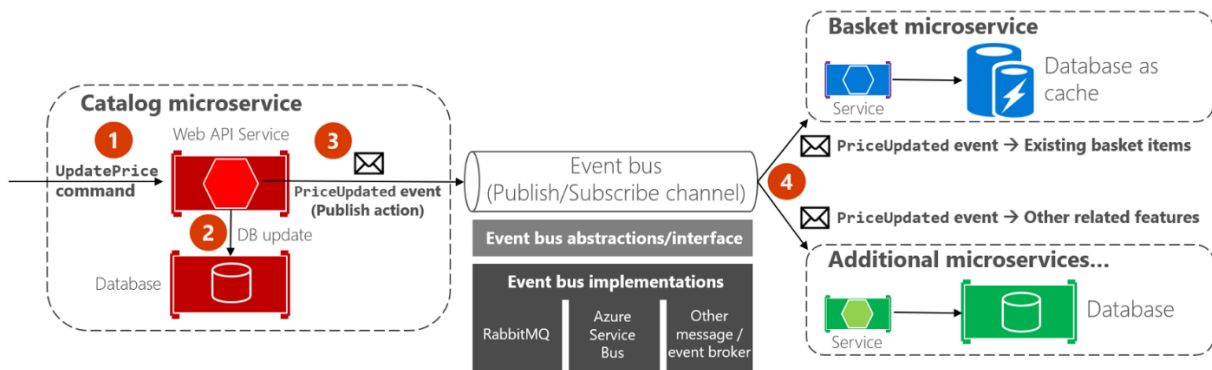 Catalog microservice
1
Web API Service
3
UpdatePrice
command
PriceUpdated event
(Publish action)
2
DB update
Database
Event bus
(Publish/Subscribe channel)
Event bus abstractions/interface
Event bus implementations
RabbitMQ
Azure
Service
Bus
Other
message /
event broker
4
Basket microservice
Service
Database as
cache
PriceUpdated event → Existing basket items
PriceUpdated event → Other related features
Additional microservices...
Service
Database